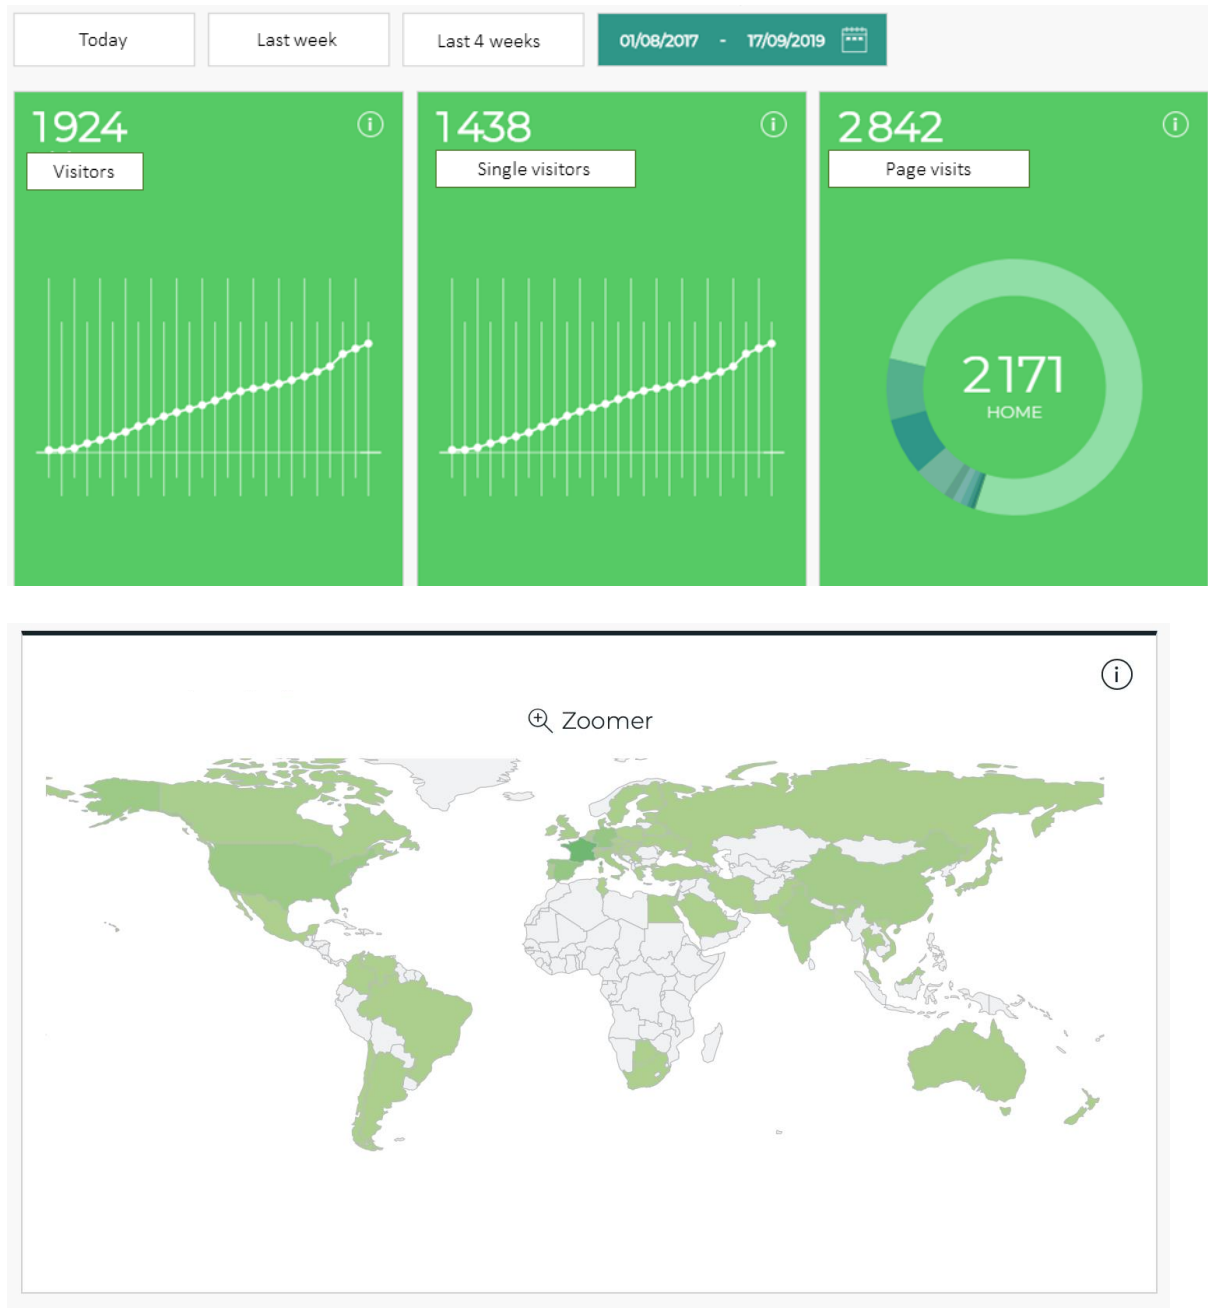 Today
Last week
Last 4 weeks
01/08/2017 - 17/09/2019
1924
Visitors
1438
Single visitors
2842
Page visits
2171
HOME
Zoomer